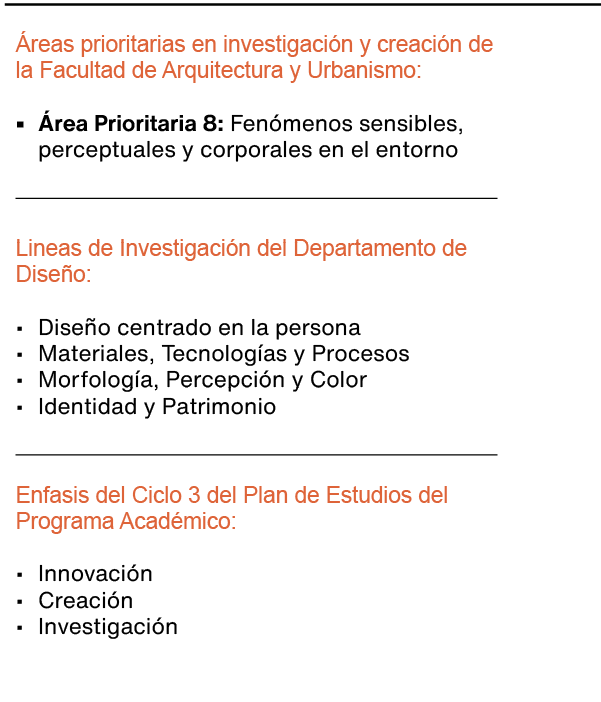 Áreas prioritarias en investigación y creación de
la Facultad de Arquitectura y Urbanismo:
▪ Área Prioritaria 8: Fenómenos sensibles,
perceptuales y corporales en el entorno
Lineas de Investigación del Departamento de
Diseño:
▪ Diseño centrado en la persona
▪ Materiales, Tecnologías y Procesos
▪ Morfología, Percepción y Color
▪ Identidad y Patrimonio
Enfasis del Ciclo 3 del Plan de Estudios del
Programa Académico:
▪ Innovación
▪ Creación
▪ Investigación